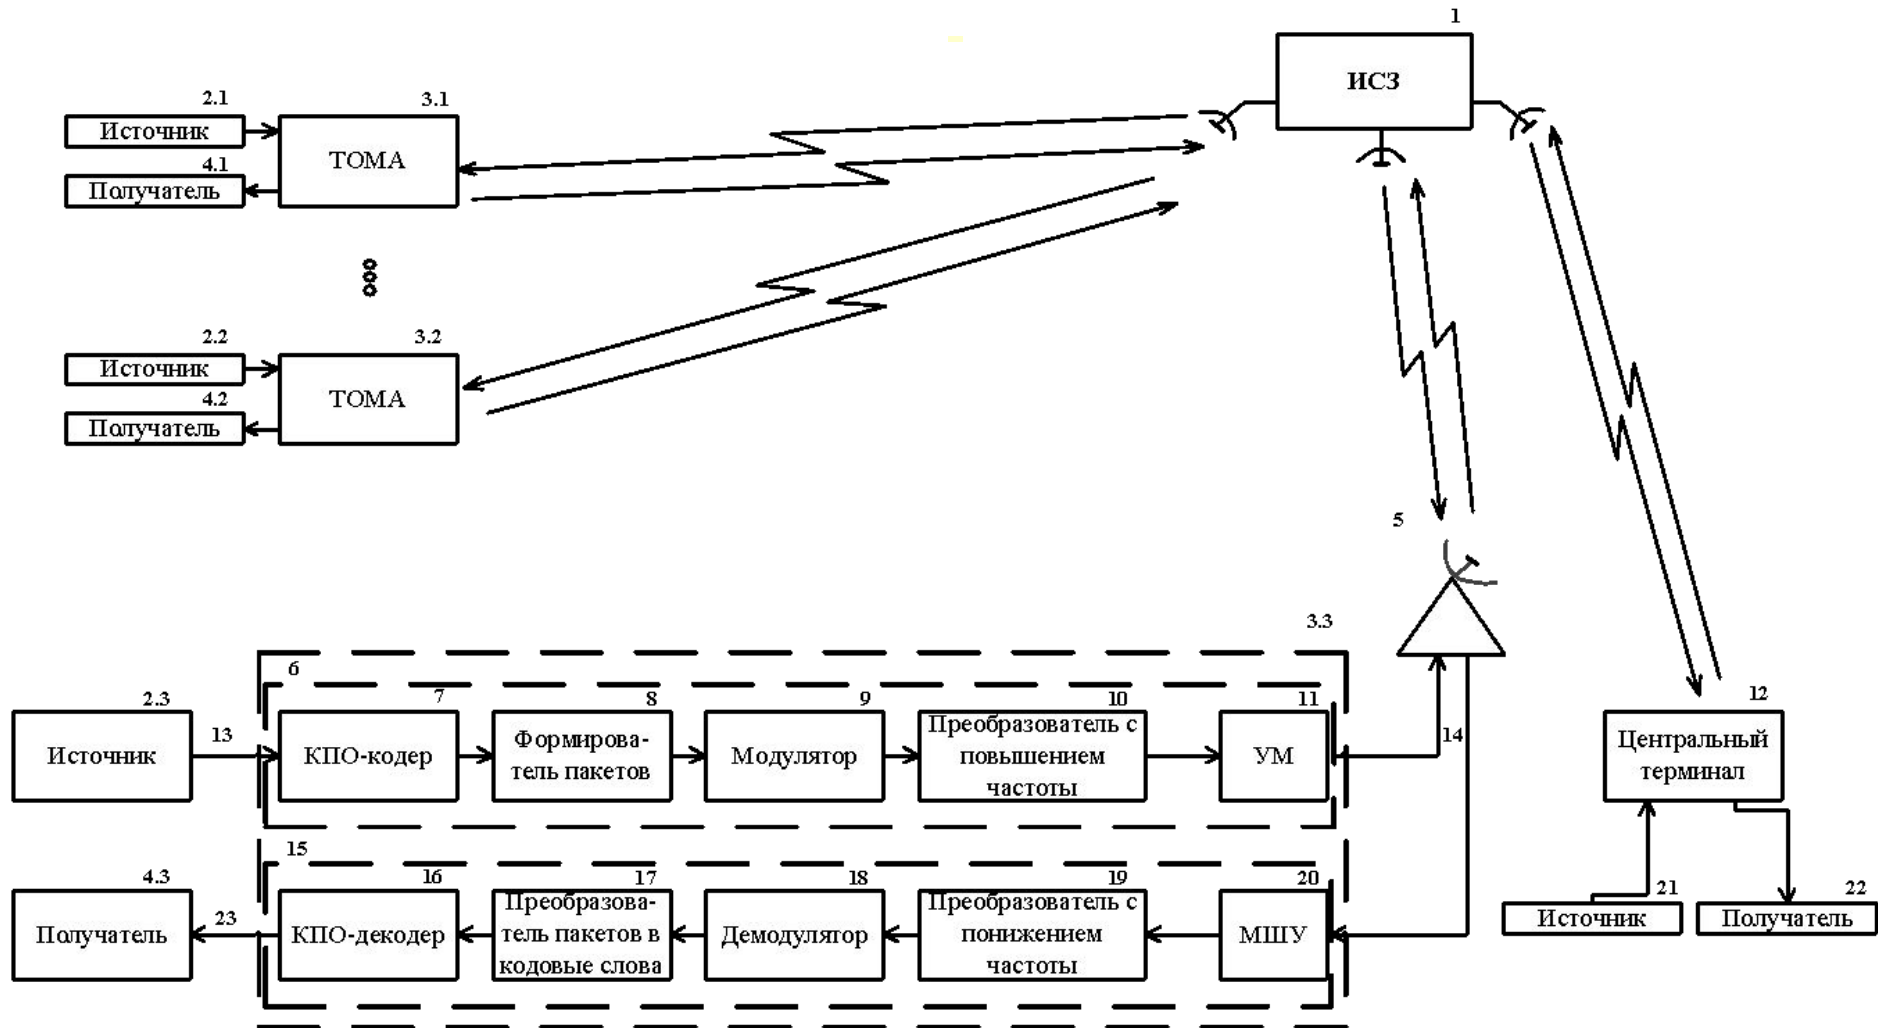 1
ИСЗ
2.1
3.1
Источник
ТОМА
4.1
Получатель
2.2
3.2
Источник
ТОМА
4.2
Получатель
5
3.3
6
2.3
7
8
9
10
11
12
Источник
13
КПО-кодер
Формирова-
тель пакетов
Модулятор
Преобразователь с
повышением
частоты
УМ
14
Центральный
терминал
15
4.3
16
17
18
19
20
21
22
Получатель
23
КПО-декодер
Преобразова-
тель пакетов в
кодовые слова
Демодулятор
Преобразователь с
понижением
частоты
МШУ
Источник
Получатель